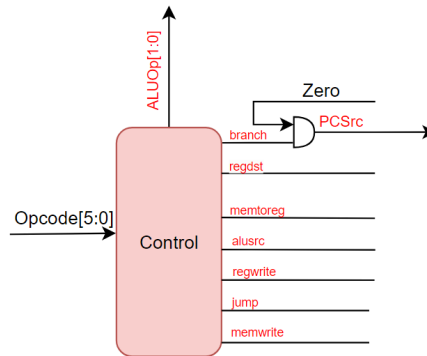 ALUOp[1:0]
Zero
PCSrc
branch
regdst
Opcode[5:0]
memtoreg
Control
alusrc
regwrite
jump
memwrite